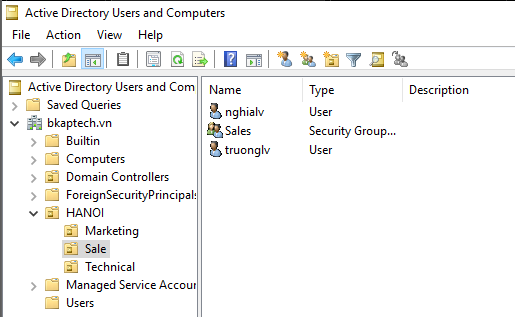 Active Directory Users and Computers
File Action View Help
Active Directory Users and Com
Saved Queries
bkaptech.vn
Builtin
Computers
Domain Controllers
ForeignSecurityPrincipals
HANOI
Marketing
Sale
Technical
Managed Service Accour
Users
Name Type Description
nghialv User
Sales Security Group...
truonglv User